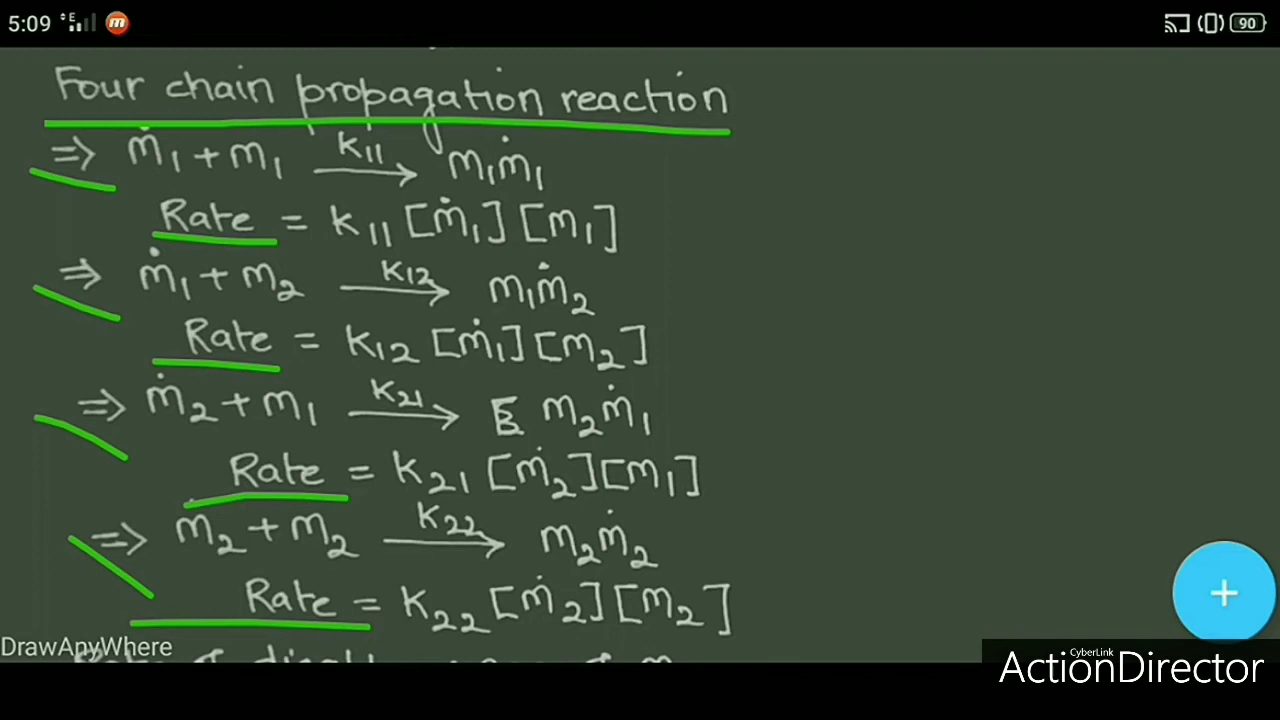 5:09 E m 90
Four chain propagation reaction
⇒ ṁ1 + m1 —K11→ m1ṁ1
Rate = K11 [ṁ1] [m1]
⇒ ṁ1 + m2 —K12→ m1ṁ2
Rate = K12 [ṁ1] [m2]
⇒ ṁ2 + m1 —K21→ m2ṁ1
Rate = K21 [ṁ2] [m1]
⇒ ṁ2 + m2 —K22→ m2ṁ2
Rate = K22 [ṁ2] [m2]
DrawAnyWhere
CyberLink
ActionDirector